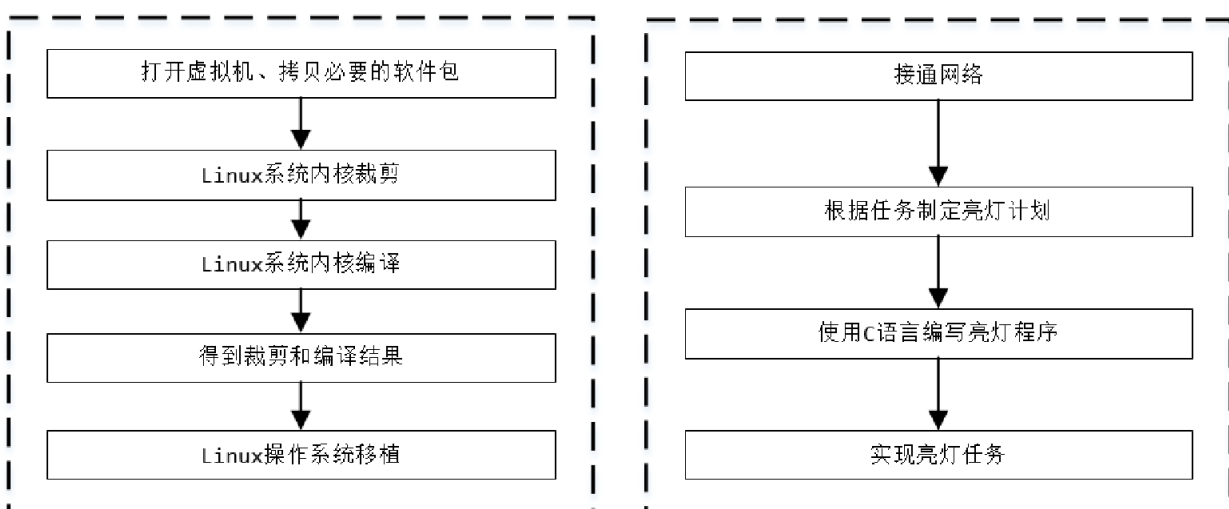 打开虚拟机、拷贝必要的软件包
Linux系统内核裁剪
Linux系统内核编译
得到裁剪和编译结果
Linux操作系统移植
接通网络
根据任务制定亮灯计划
使用C语言编写亮灯程序
实现亮灯任务